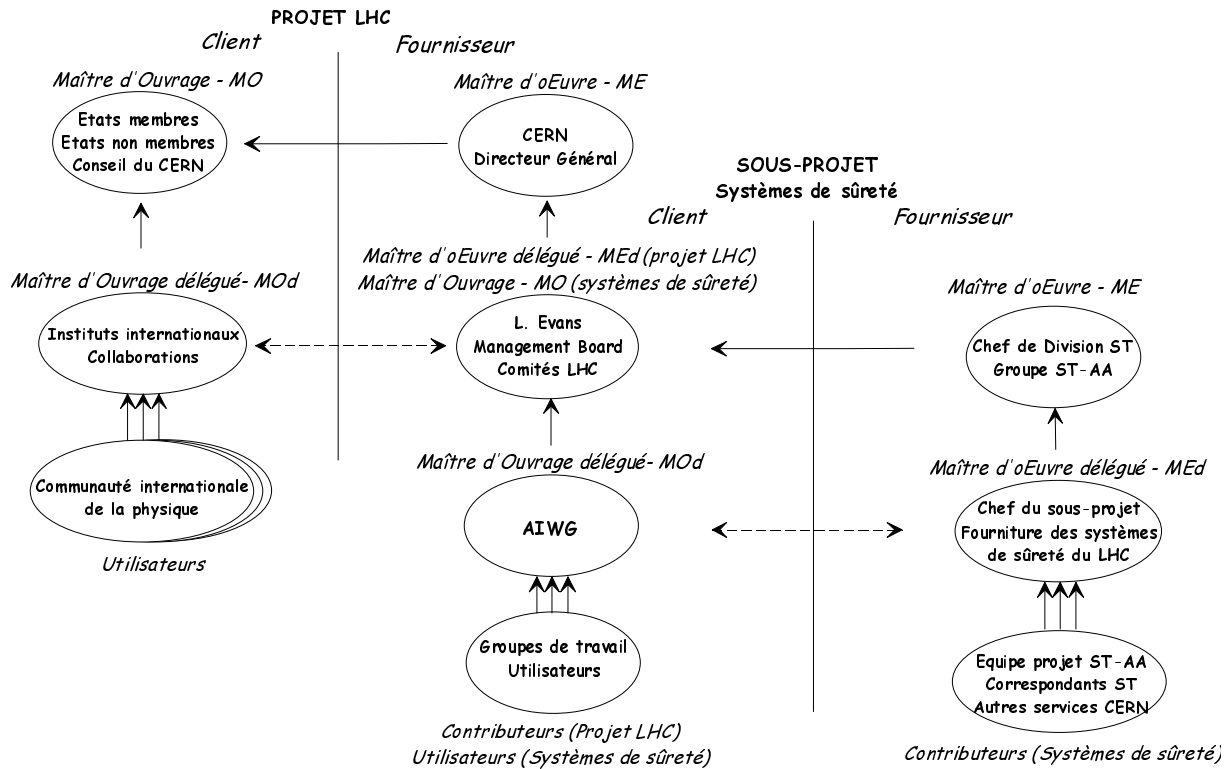 PROJET LHC
Client
Fournisseur
Maître d'Ouvrage - MO
Etats membres
Etats non membres
Conseil du CERN
Maître d'oEuvre - ME
CERN
Directeur Général
SOUS-PROJET
Systèmes de sûreté
Client
Fournisseur
Maître d'Ouvrage délégué- MOd
Instituts internationaux
Collaborations
Maître d'oEuvre délégué - MEd (projet LHC)
Maître d'Ouvrage - MO (systèmes de sûreté)
L. Evans
Management Board
Comités LHC
Maître d'oEuvre - ME
Chef de Division ST
Groupe ST-AA
Communauté internationale
de la physique
Utilisateurs
Maître d'Ouvrage délégué- MOd
AIWG
Maître d'oEuvre délégué - MEd
Chef du sous-projet
Fourniture des systèmes
de sûreté du LHC
Groupes de travail
Utilisateurs
Contributeurs (Projet LHC)
Utilisateurs (Systèmes de sûreté)
Equipe projet ST-AA
Correspondants ST
Autres services CERN
Contributeurs (Systèmes de sûreté)